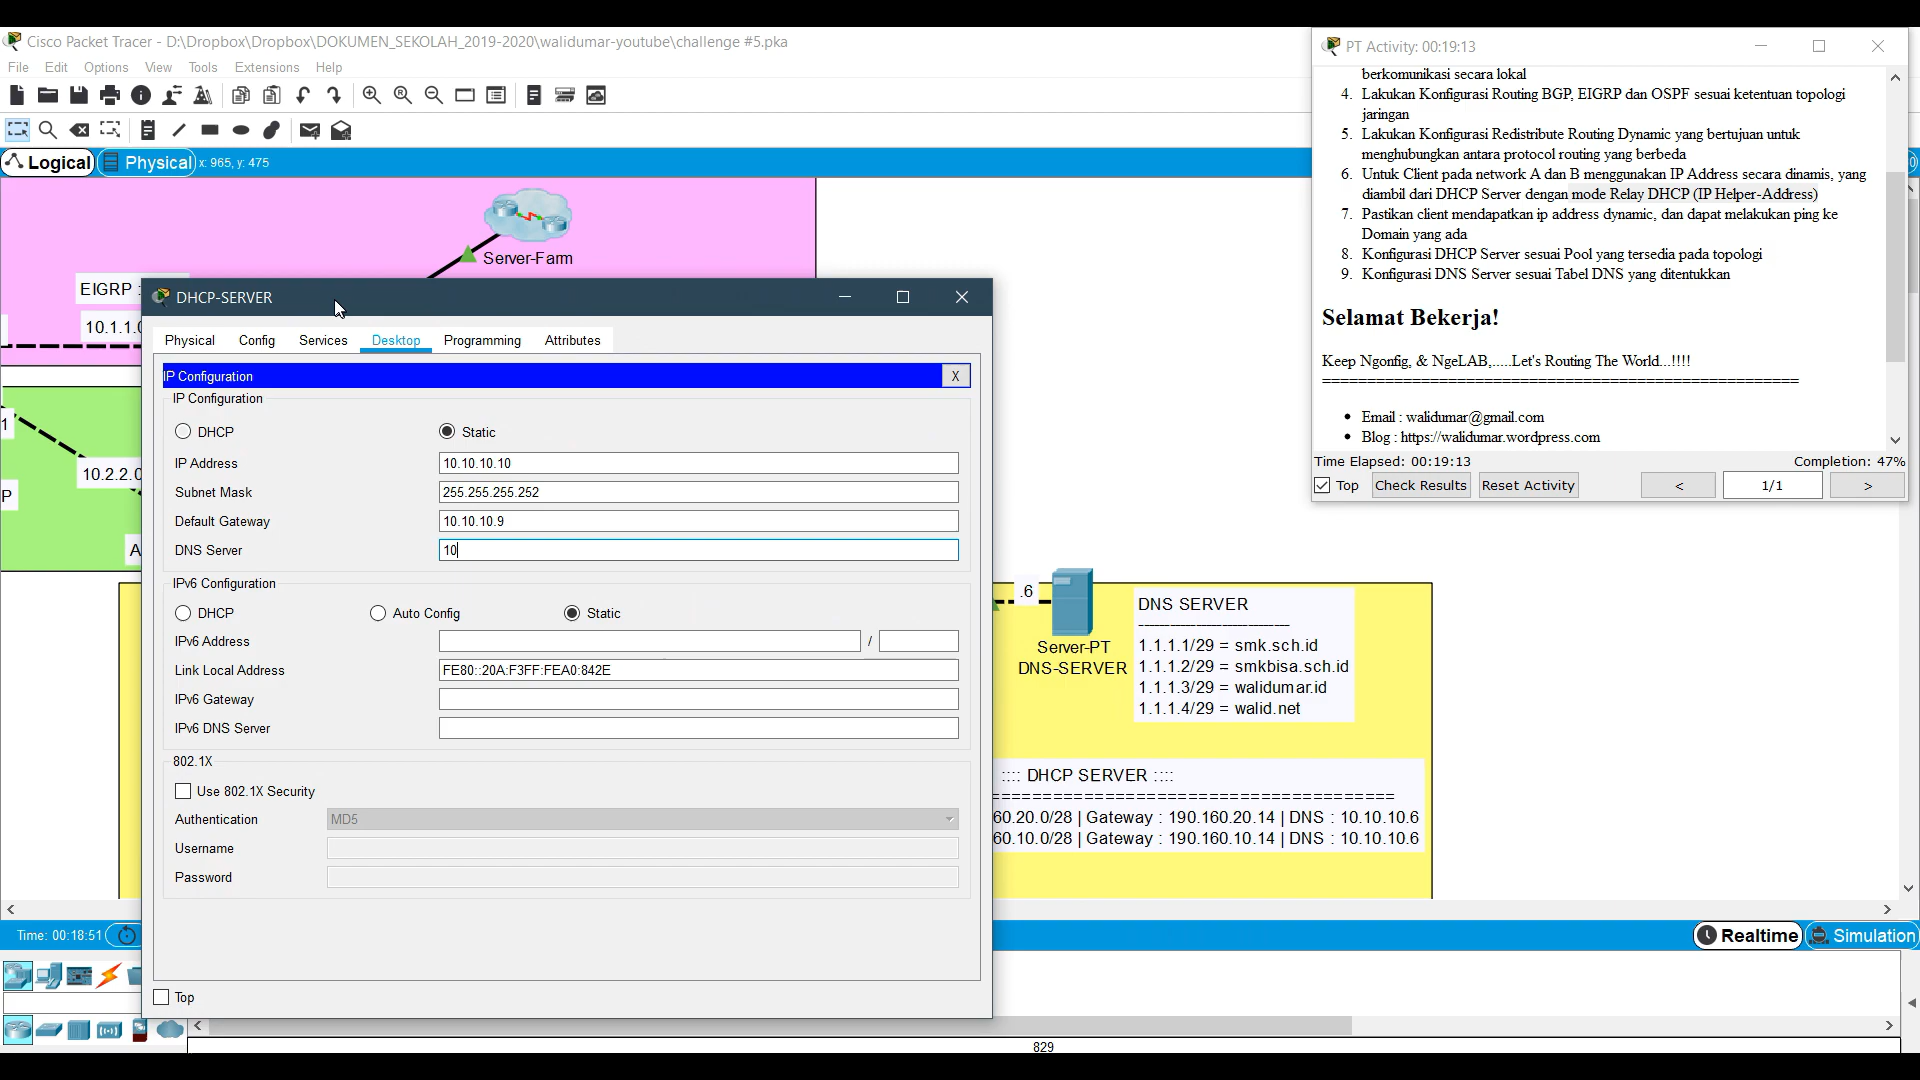 Cisco Packet Tracer - D:\Dropbox\Dropbox\DOKUMEN_SEKOLAH_2019-2020\walidumar-youtube\challenge #5.pka
File Edit Options View Tools Extensions Help
Logical Physical x: 965, y: 475
Server-Farm
EIGRP :
10.1.1.0
1
10.2.2.0
P
A
DHCP-SERVER
Physical Config Services Desktop Programming Attributes
IP Configuration X
IP Configuration
DHCP Static
IP Address 10.10.10.10
Subnet Mask 255.255.255.252
Default Gateway 10.10.10.9
DNS Server 10
IPv6 Configuration
DHCP Auto Config Static
IPv6 Address /
Link Local Address FE80::20A:F3FF:FEA0:842E
IPv6 Gateway
IPv6 DNS Server
802.1X
Use 802.1X Security
Authentication MD5
Username
Password
Top
PT Activity: 00:19:13
berkomunikasi secara lokal
4. Lakukan Konfigurasi Routing BGP, EIGRP dan OSPF sesuai ketentuan topologi
jaringan
5. Lakukan Konfigurasi Redistribute Routing Dynamic yang bertujuan untuk
menghubungkan antara protocol routing yang berbeda
6. Untuk Client pada network A dan B menggunakan IP Address secara dinamis, yang
diambil dari DHCP Server dengan mode Relay DHCP (IP Helper-Address)
7. Pastikan client mendapatkan ip address dynamic, dan dapat melakukan ping ke
Domain yang ada
8. Konfigurasi DHCP Server sesuai Pool yang tersedia pada topologi
9. Konfigurasi DNS Server sesuai Tabel DNS yang ditentukkan
Selamat Bekerja!
Keep Ngonfig, & NgeLAB,.....Let's Routing The World...!!!!
====================================================
• Email : walidumar@gmail.com
• Blog : https://walidumar.wordpress.com
Time Elapsed: 00:19:13 Completion: 47%
Top Check Results Reset Activity < 1/1 >
.6
Server-PT
DNS-SERVER
DNS SERVER
-------------------------------
1.1.1.1/29 = smk.sch.id
1.1.1.2/29 = smkbisa.sch.id
1.1.1.3/29 = walidumar.id
1.1.1.4/29 = walid.net
:::: DHCP SERVER ::::
=====================================
60.20.0/28 | Gateway : 190.160.20.14 | DNS : 10.10.10.6
60.10.0/28 | Gateway : 190.160.10.14 | DNS : 10.10.10.6
Time: 00:18:51
Realtime Simulation
829